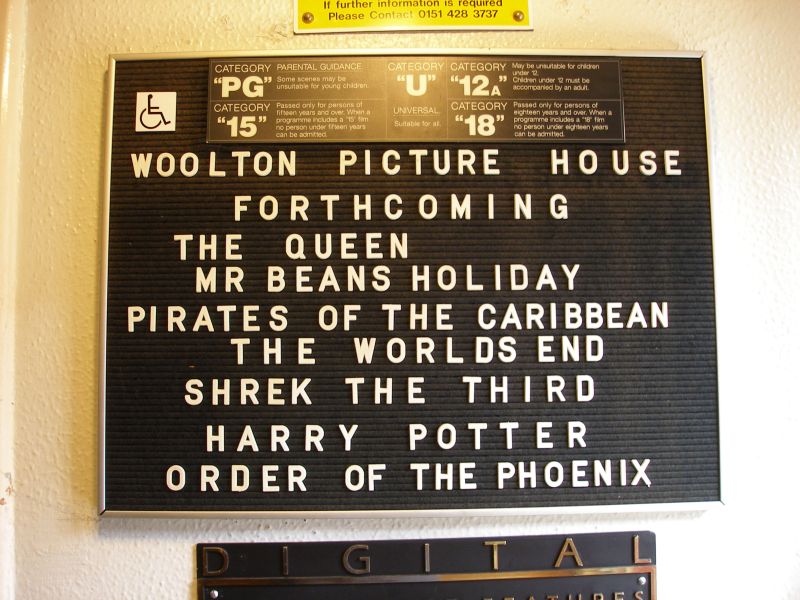 If further information is required
Please Contact 0151 428 3737
CATEGORY PARENTAL GUIDANCE
"PG" Some scenes may be
unsuitable for young children.
CATEGORY
"15" Passed only for persons of
fifteen years and over. When a
programme includes a '15' film
no person under fifteen years
can be admitted.
CATEGORY
"U"
UNIVERSAL
Suitable for all.
CATEGORY
"12A" May be unsuitable for children
under 12.
Children under 12 must be
accompanied by an adult.
CATEGORY
"18" Passed only for persons of
eighteen years and over. When a
programme includes a '18' film
no person under eighteen years
can be admitted.
WOOLTON PICTURE HOUSE
FORTHCOMING
THE QUEEN
MR BEANS HOLIDAY
PIRATES OF THE CARIBBEAN
THE WORLDS END
SHREK THE THIRD
HARRY POTTER
ORDER OF THE PHOENIX
DIGITAL
FEATURES